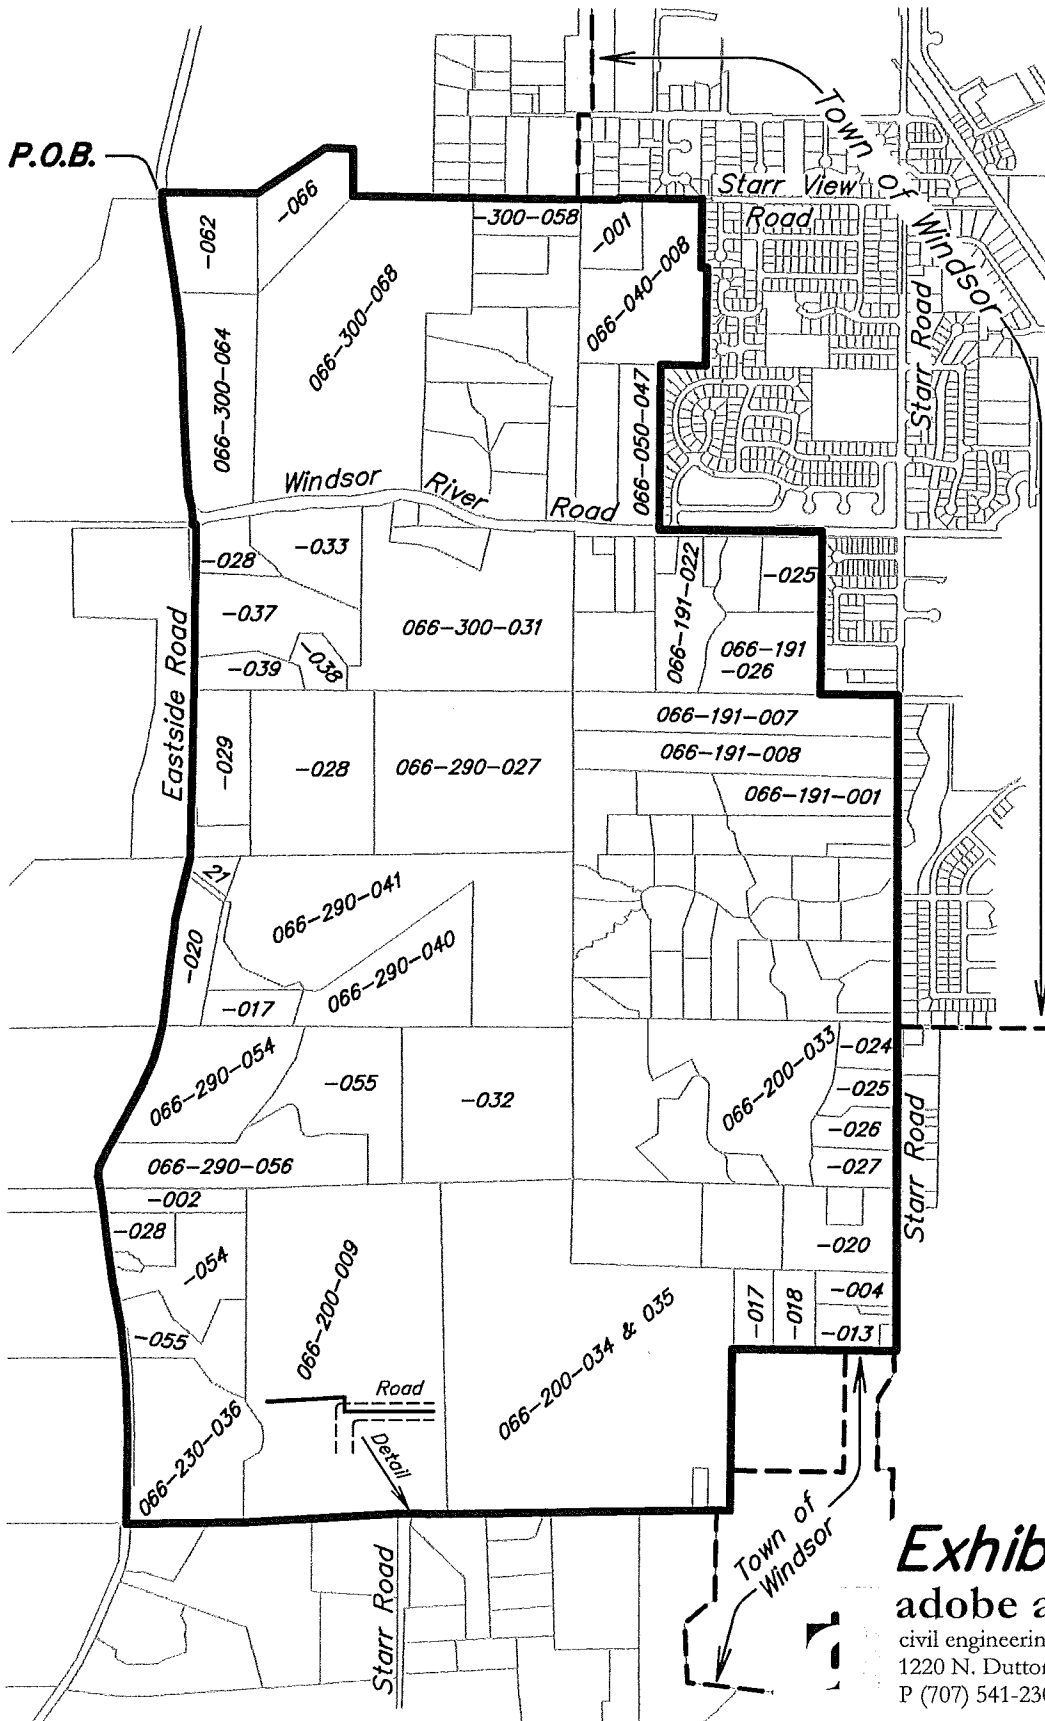 P.O.B.
Town of Windsor
Starr View
Road
-066
-300-058
-062
-001
066-040-008
066-300-068
Starr Road
066-300-064
066-050-047
Windsor River Road
-028
-033
066-191-022
-025
-037
066-300-031
066-191
-026
-039
-038
Eastside Road
066-191-007
066-191-008
-029
-028
066-290-027
066-191-001
21
066-290-041
-020
066-290-040
-017
066-290-054
-055
-032
066-200-033
-024
-025
-026
-027
Starr Road
066-290-056
-002
-028
-054
-020
066-200-009
-055
066-200-034 & 035
-017
-018
-004
-013
Road
Detail
066-230-036
Town of
Windsor
Starr Road
Exhib
adobe a
civil engineerin
1220 N. Dutton
P (707) 541-230